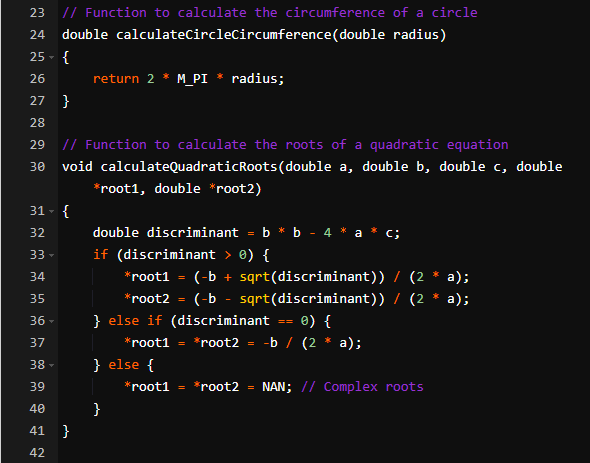 23 // Function to calculate the circumference of a circle
24 double calculateCircleCircumference(double radius)
25 {
26     return 2 * M_PI * radius;
27 }
28
29 // Function to calculate the roots of a quadratic equation
30 void calculateQuadraticRoots(double a, double b, double c, double
    *root1, double *root2)
31 {
32     double discriminant = b * b - 4 * a * c;
33     if (discriminant > 0) {
34         *root1 = (-b + sqrt(discriminant)) / (2 * a);
35         *root2 = (-b - sqrt(discriminant)) / (2 * a);
36     } else if (discriminant == 0) {
37         *root1 = *root2 = -b / (2 * a);
38     } else {
39         *root1 = *root2 = NAN; // Complex roots
40     }
41 }
42